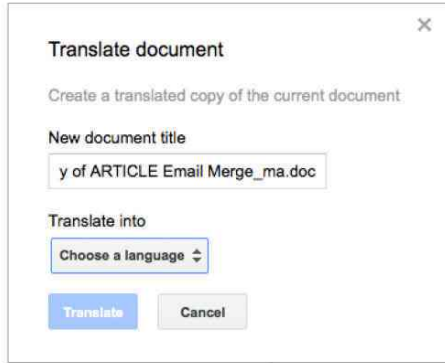 Translate document
Create a translated copy of the current document
New document title
y of ARTICLE Email Merge_ma.doc
Translate into
Choose a language
Translate
Cancel